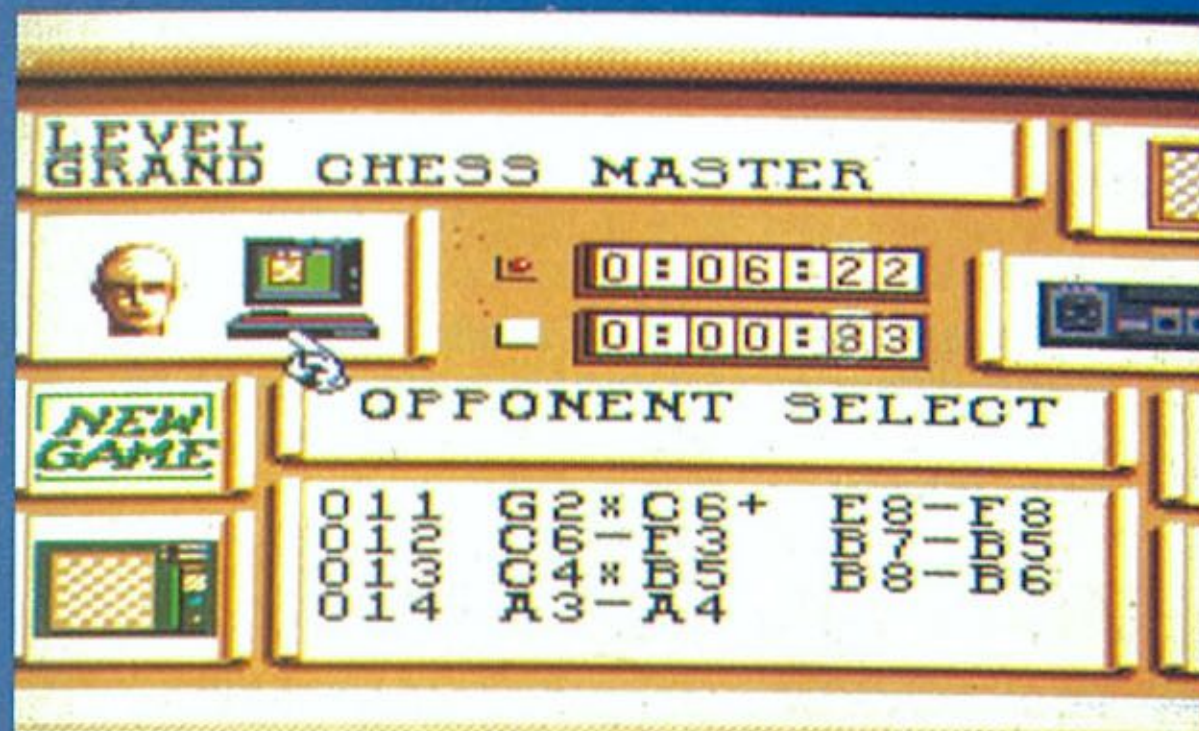 LEVEL
GRAND CHESS MASTER
0:06:22
0:00:33
OPPONENT SELECT
NEW
GAME
011 G2×C6+ E8-F8
012 C6-F3 B7-B5
013 C4×B5 B8-B6
014 A3-A4